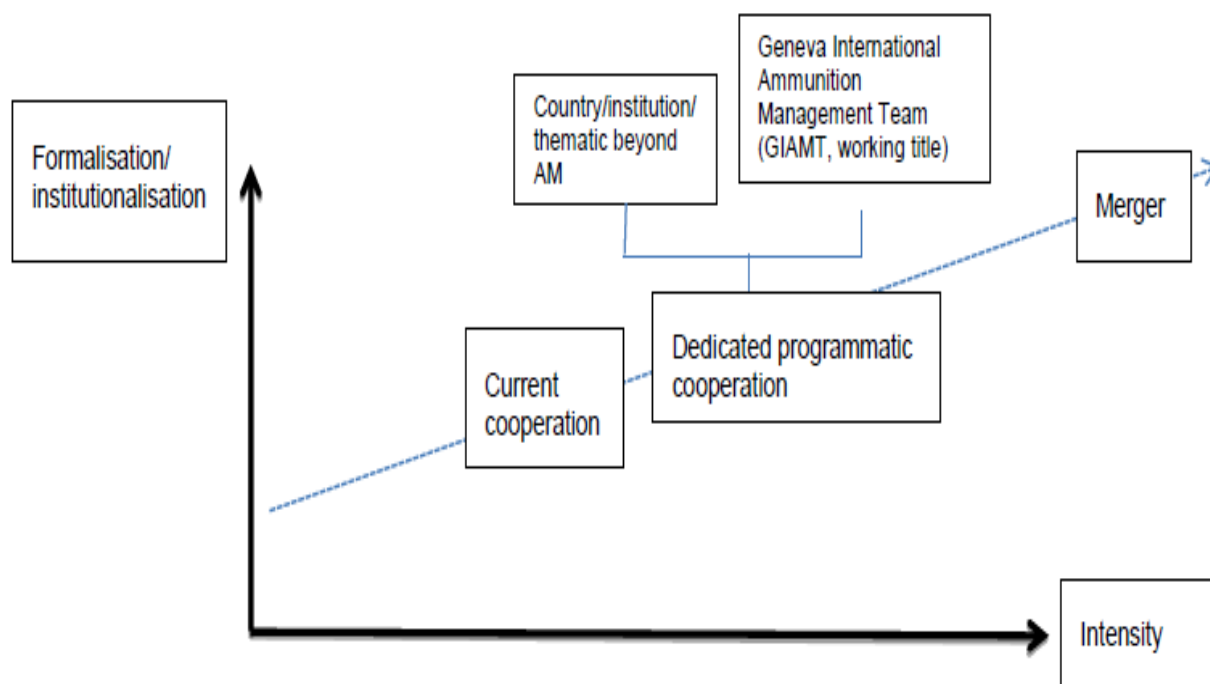 Geneva International
Ammunition
Management Team
(GIAMT, working title)
Country/institution/
thematic beyond
AM
Formalisation/
institutionalisation
Merger
Dedicated programmatic
cooperation
Current
cooperation
Intensity